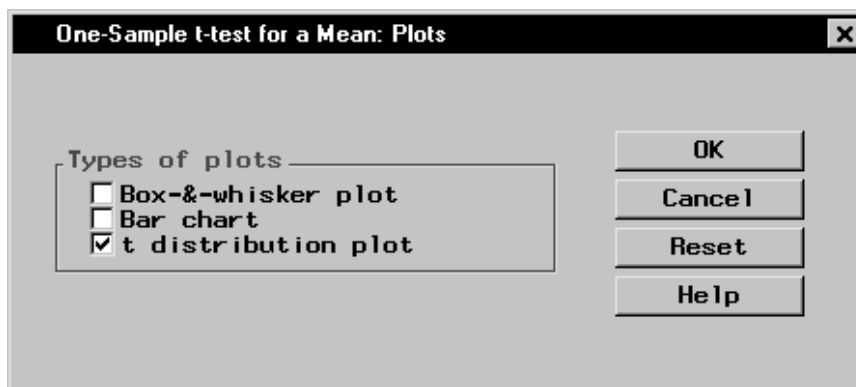 One-Sample t-test for a Mean: Plots
Types of plots
Box-&-whisker plot
Bar chart
t distribution plot
OK
Cancel
Reset
Help